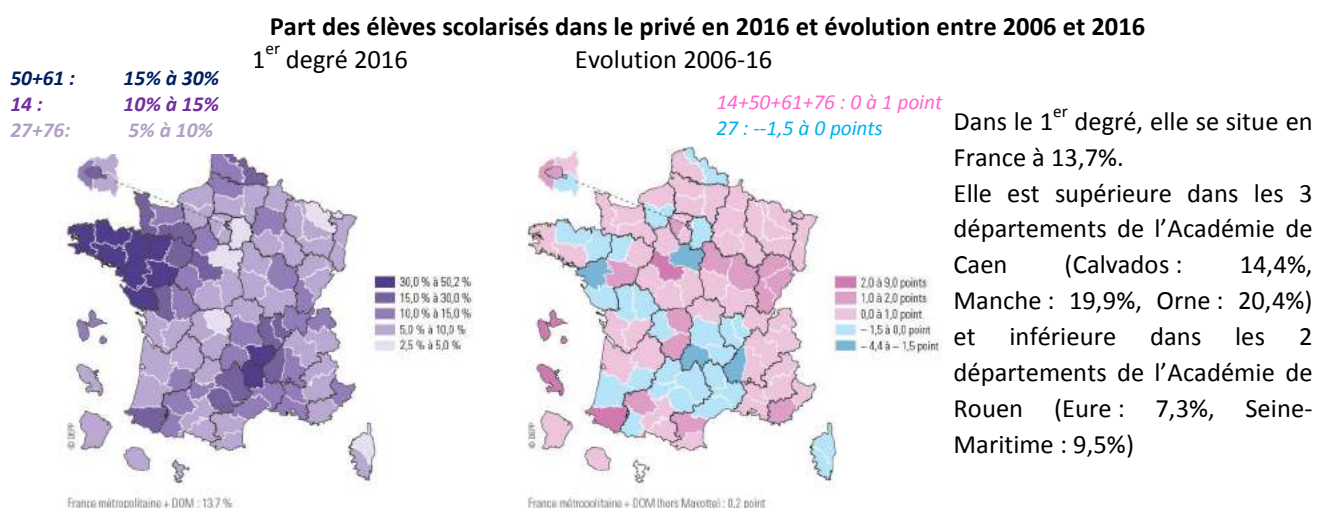 Part des élèves scolarisés dans le privé en 2016 et évolution entre 2006 et 2016
1er degré 2016
Evolution 2006-16
50+61 : 15% à 30%
14 : 10% à 15%
27+76: 5% à 10%
14+50+61+76 : 0 à 1 point
27 : --1,5 à 0 points
30,0 % à 50,2 %
15,0 % à 30,0 %
10,0 % à 15,0 %
5,0 % à 10,0 %
2,5 % à 5,0 %
© DEPP
France métropolitaine + DOM : 13,7 %
2,0 à 9,0 points
1,0 à 2,0 points
0,0 à 1,0 point
– 1,5 à 0,0 point
– 4,4 à – 1,5 point
© DEPP
France métropolitaine + DOM (hors Mayotte) : 0,2 point
Dans le 1er degré, elle se situe en
France à 13,7%.
Elle est supérieure dans les 3
départements de l’Académie de
Caen (Calvados : 14,4%,
Manche : 19,9%, Orne : 20,4%)
et inférieure dans les 2
départements de l’Académie de
Rouen (Eure : 7,3%, Seine-
Maritime : 9,5%)